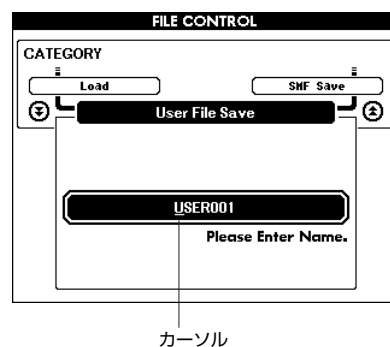 FILE CONTROL
CATEGORY
Load
SMF Save
User File Save
USER001
Please Enter Name.
カーソル